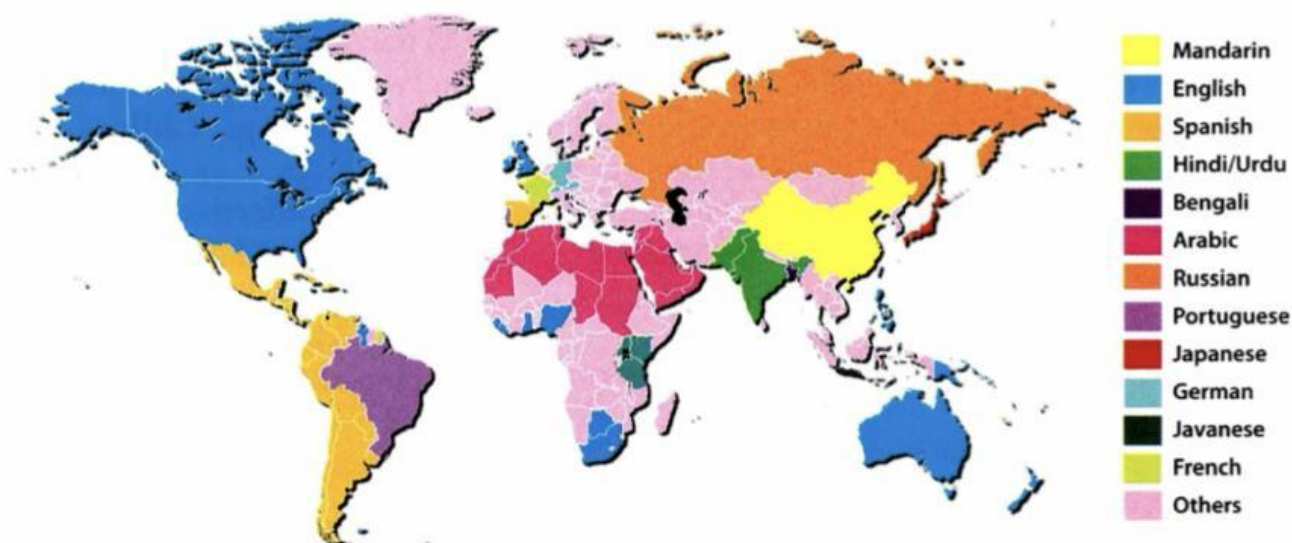 Mandarin
English
Spanish
Hindi/Urdu
Bengali
Arabic
Russian
Portuguese
Japanese
German
Javanese
French
Others